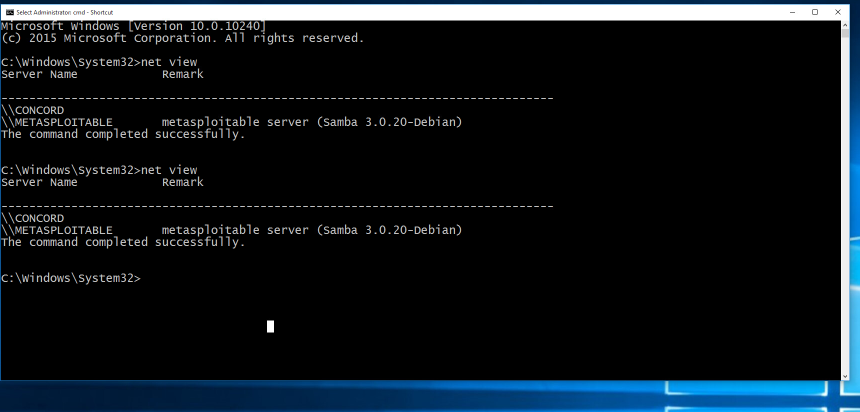 Select Administrator: cmd - Shortcut
Microsoft Windows [Version 10.0.10240]
(c) 2015 Microsoft Corporation. All rights reserved.
C:\Windows\System32>net view
Server Name            Remark
-------------------------------------------------------------------------------
\\CONCORD
\\METASPLOITABLE       metasploitable server (Samba 3.0.20-Debian)
The command completed successfully.
C:\Windows\System32>net view
Server Name            Remark
-------------------------------------------------------------------------------
\\CONCORD
\\METASPLOITABLE       metasploitable server (Samba 3.0.20-Debian)
The command completed successfully.
C:\Windows\System32>